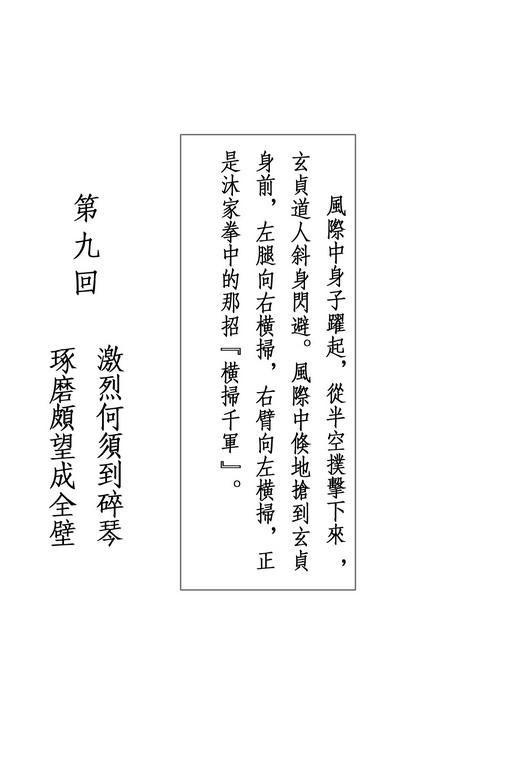 風際中身子躍起，從半空撲擊下來，
玄貞道人斜身閃避。風際中倏地搶到玄貞
身前，左腿向右橫掃，右臂向左橫掃，正
是沐家拳中的那招『橫掃千軍』。
第九回
激烈何須到碎琴
琢磨頗望成全壁